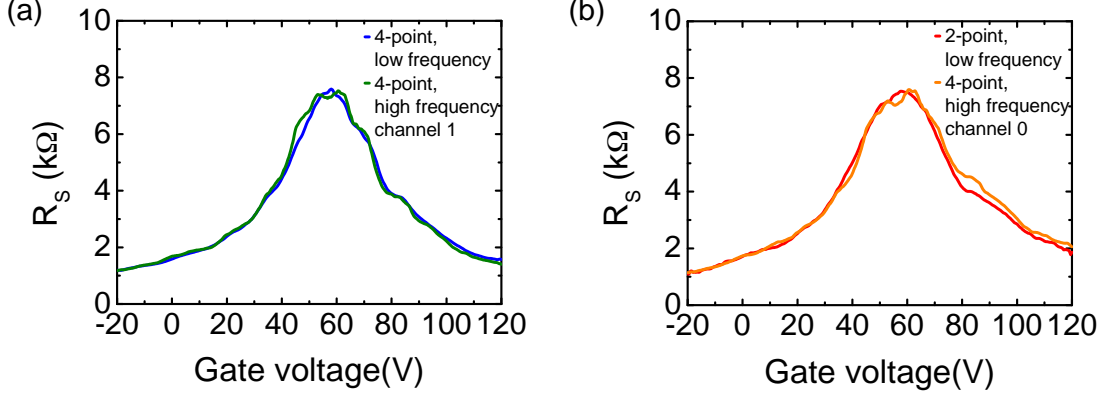 (a)
10
8
6
4
2
0
R_S (kΩ)
4-point,
low frequency
4-point,
high frequency
channel 1
-20 0 20 40 60 80 100 120
Gate voltage(V)
(b)
10
8
6
4
2
0
R_S (kΩ)
2-point,
low frequency
4-point,
high frequency
channel 0
-20 0 20 40 60 80 100 120
Gate voltage(V)